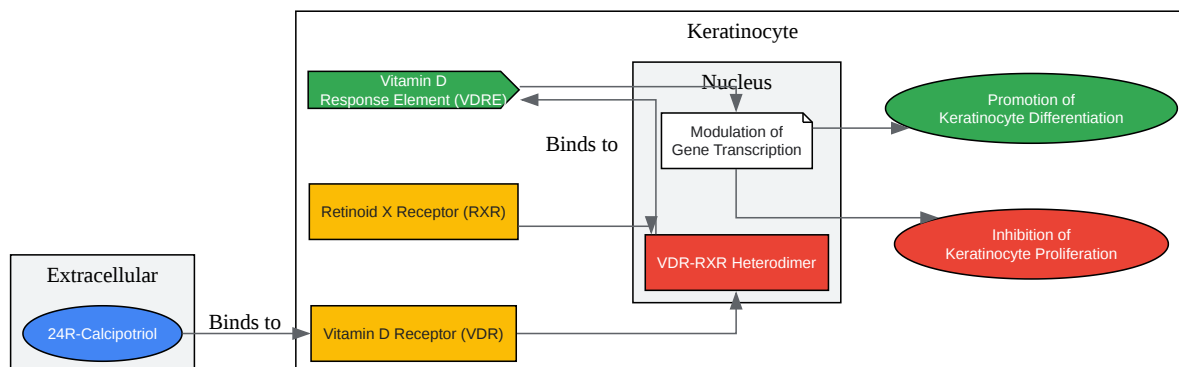 Keratinocyte
Vitamin D
Response Element (VDRE)
Nucleus
Promotion of
Keratinocyte Differentiation
Modulation of
Gene Transcription
Binds to
Retinoid X Receptor (RXR)
Inhibition of
Keratinocyte Proliferation
VDR-RXR Heterodimer
Extracellular
24R-Calcipotriol
Binds to
Vitamin D Receptor (VDR)